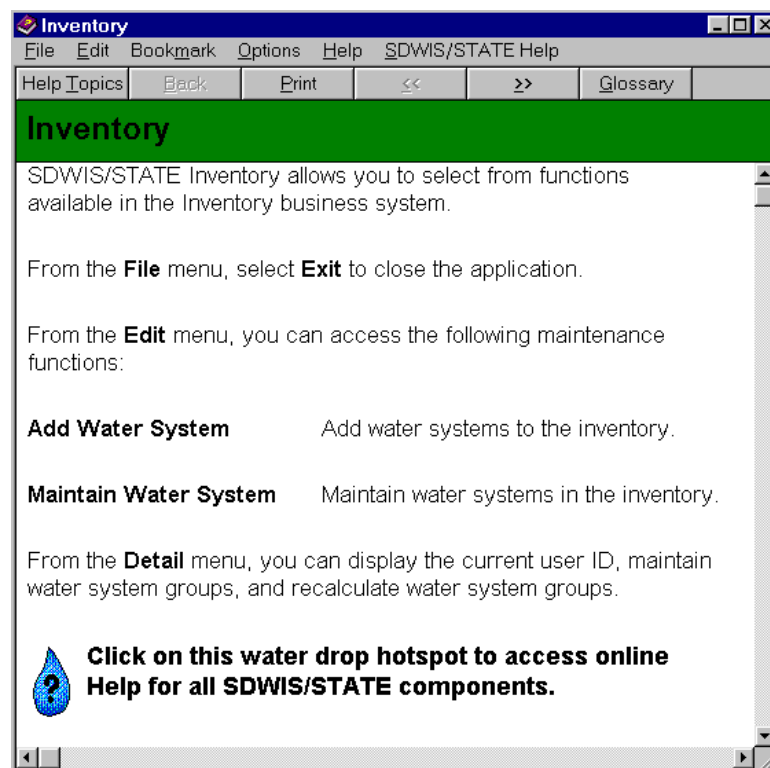 Inventory
File Edit Bookmark Options Help SDWIS/STATE Help
Help Topics Back Print << >> Glossary
Inventory
SDWIS/STATE Inventory allows you to select from functions
available in the Inventory business system.
From the File menu, select Exit to close the application.
From the Edit menu, you can access the following maintenance
functions:
Add Water System Add water systems to the inventory.
Maintain Water System Maintain water systems in the inventory.
From the Detail menu, you can display the current user ID, maintain
water system groups, and recalculate water system groups.
?
Click on this water drop hotspot to access online
Help for all SDWIS/STATE components.